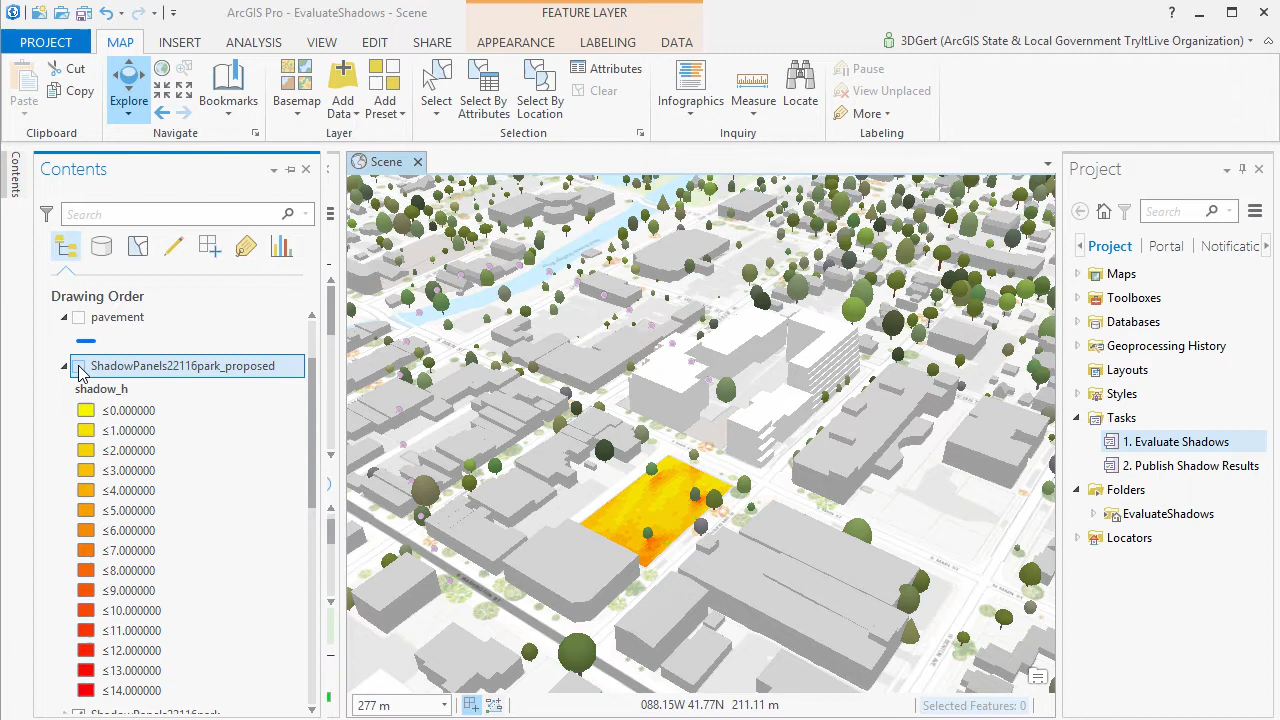 ArcGIS Pro - EvaluateShadows - Scene
FEATURE LAYER
?
PROJECT
MAP
INSERT
ANALYSIS
VIEW
EDIT
SHARE
APPEARANCE
LABELING
DATA
3DGert (ArcGIS State & Local Government TryItLive Organization)
Paste
Cut
Copy
Clipboard
Explore
Bookmarks
Navigate
Basemap
Add Data
Add Preset
Layer
Select
Select By Attributes
Select By Location
Attributes
Clear
Selection
Infographics
Measure
Locate
Inquiry
Pause
View Unplaced
More
Labeling
Contents
Contents
Search
Drawing Order
pavement
ShadowPanels22116park_proposed
shadow_h
≤0.000000
≤1.000000
≤2.000000
≤3.000000
≤4.000000
≤5.000000
≤6.000000
≤7.000000
≤8.000000
≤9.000000
≤10.000000
≤11.000000
≤12.000000
≤13.000000
≤14.000000
ShadowPanels22116park
Scene
277 m
088.15W 41.77N 211.11 m
Selected Features: 0
Project
Search
Project
Portal
Notificatic
Maps
Toolboxes
Databases
Geoprocessing History
Layouts
Styles
Tasks
1. Evaluate Shadows
2. Publish Shadow Results
Folders
EvaluateShadows
Locators